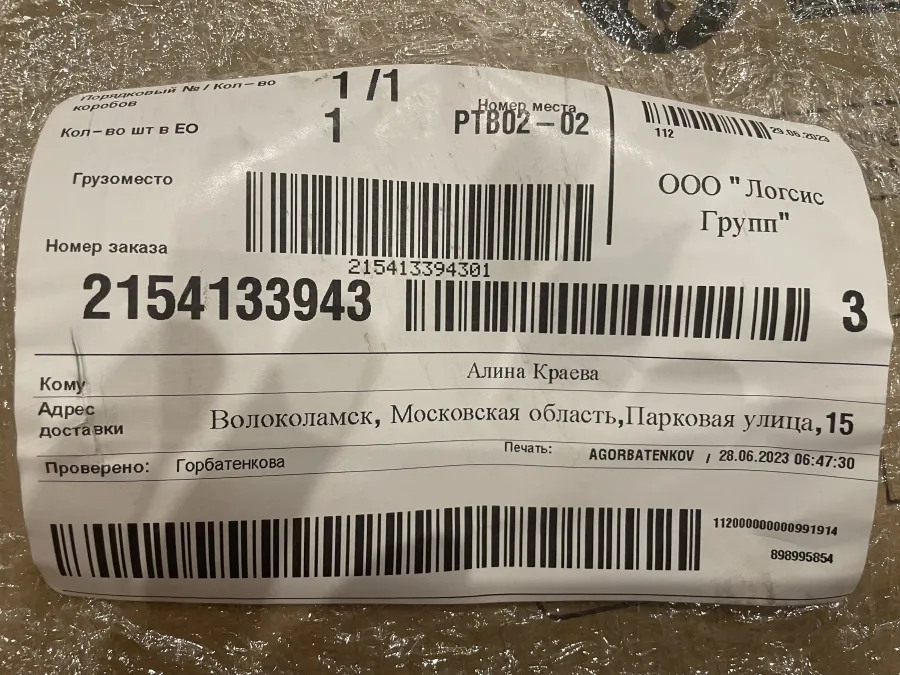 Порядковый № / Кол-во коробов
1 /1
Кол-во шт в ЕО
1
Номер места
РТВ02-02
112
29.06.2023
ООО "Логсис
Групп"
Грузоместо
215413394301
Номер заказа
2154133943
3
Кому
Алина Краева
Адрес
доставки
Волоколамск, Московская область,Парковая улица,15
Проверено: Горбатенкова
Печать: AGORBATENKOV / 28.06.2023 06:47:30
112000000000991914
898995854